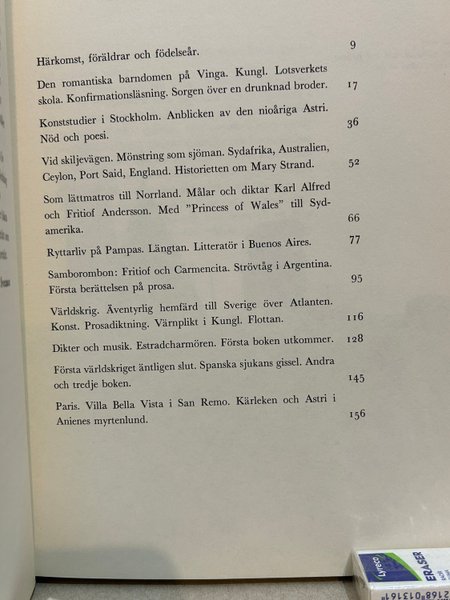 Härkomst, föräldrar och födelseår. 9
Den romantiska barndomen på Vinga. Kungl. Lotsverkets
skola. Konfirmationsläsning. Sorgen över en drunknad broder. 17
Konststudier i Stockholm. Anblicken av den nioåriga Astri.
Nöd och poesi. 36
Vid skiljevägen. Mönstring som sjöman. Sydafrika, Australien,
Ceylon, Port Said, England. Historietten om Mary Strand. 52
Som lättmatros till Norrland. Målar och diktar Karl Alfred
och Fritiof Andersson. Med ”Princess of Wales” till Syd-
amerika. 66
Ryttarliv på Pampas. Längtan. Litteratör i Buenos Aires. 77
Samborombon: Fritiof och Carmencita. Strövtåg i Argentina.
Första berättelsen på prosa. 95
Världskrig. Äventyrlig hemfärd till Sverige över Atlanten.
Konst. Prosadiktning. Värnplikt i Kungl. Flottan. 116
Dikter och musik. Estradcharmören. Första boken utkommer. 128
Första världskriget äntligen slut. Spanska sjukans gissel. Andra
och tredje boken. 145
Paris. Villa Bella Vista i San Remo. Kärleken och Astri i
Anienes myrtenlund. 156
Lyreco
ERASER
2168°013161